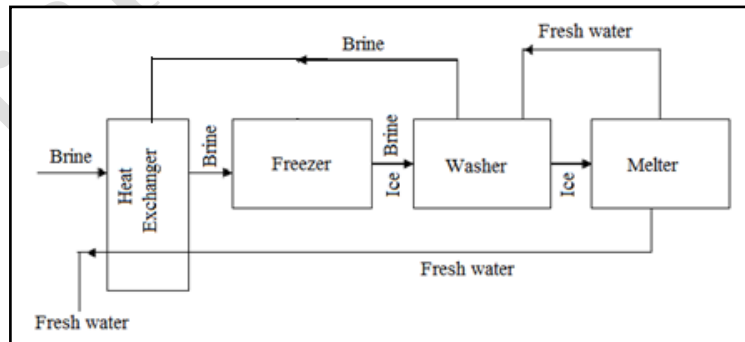 Brine
Fresh water
Brine
Heat
Exchanger
Brine
Freezer
Brine
Ice
Washer
Ice
Melter
Fresh water
Fresh water